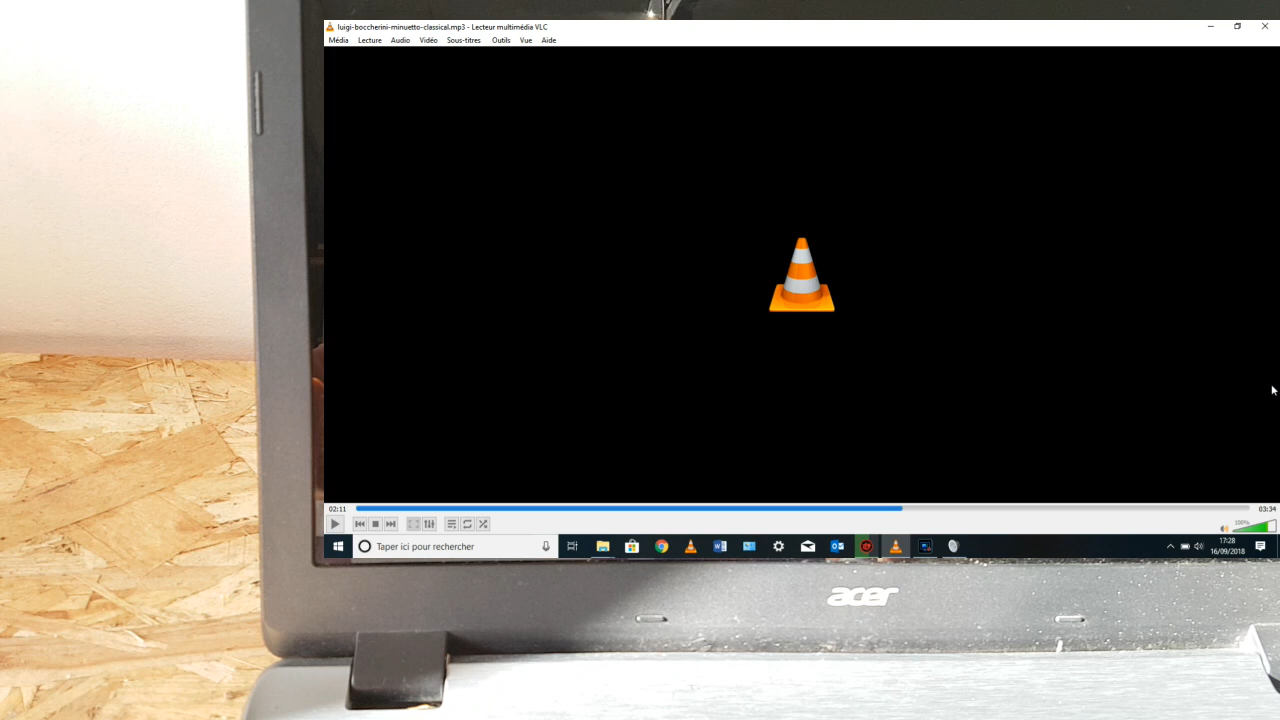 luigi-boccherini-minuetto-classical.mp3 - Lecteur multimédia VLC
Média Lecture Audio Vidéo Sous-titres Outils Vue Aide
02:11 03:34
100%
Taper ici pour rechercher
17:28
16/09/2018
acer